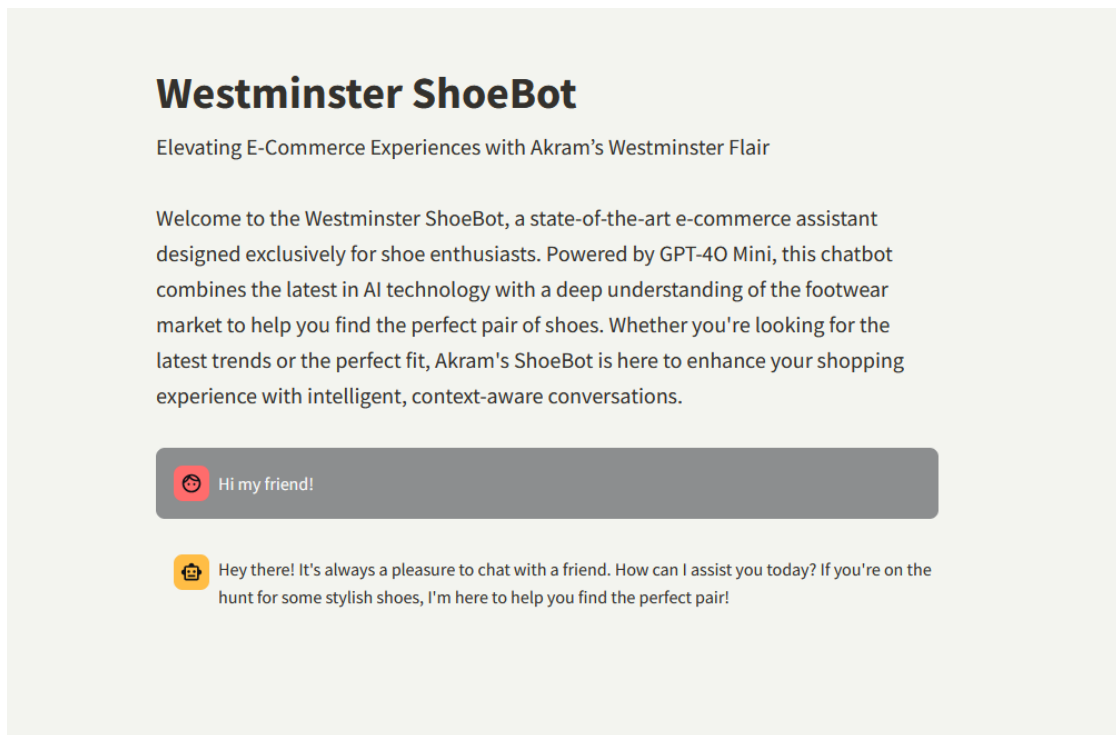 Westminster ShoeBot
Elevating E-Commerce Experiences with Akram’s Westminster Flair
Welcome to the Westminster ShoeBot, a state-of-the-art e-commerce assistant
designed exclusively for shoe enthusiasts. Powered by GPT-4O Mini, this chatbot
combines the latest in AI technology with a deep understanding of the footwear
market to help you find the perfect pair of shoes. Whether you're looking for the
latest trends or the perfect fit, Akram's ShoeBot is here to enhance your shopping
experience with intelligent, context-aware conversations.
Hi my friend!
Hey there! It's always a pleasure to chat with a friend. How can I assist you today? If you're on the
hunt for some stylish shoes, I'm here to help you find the perfect pair!